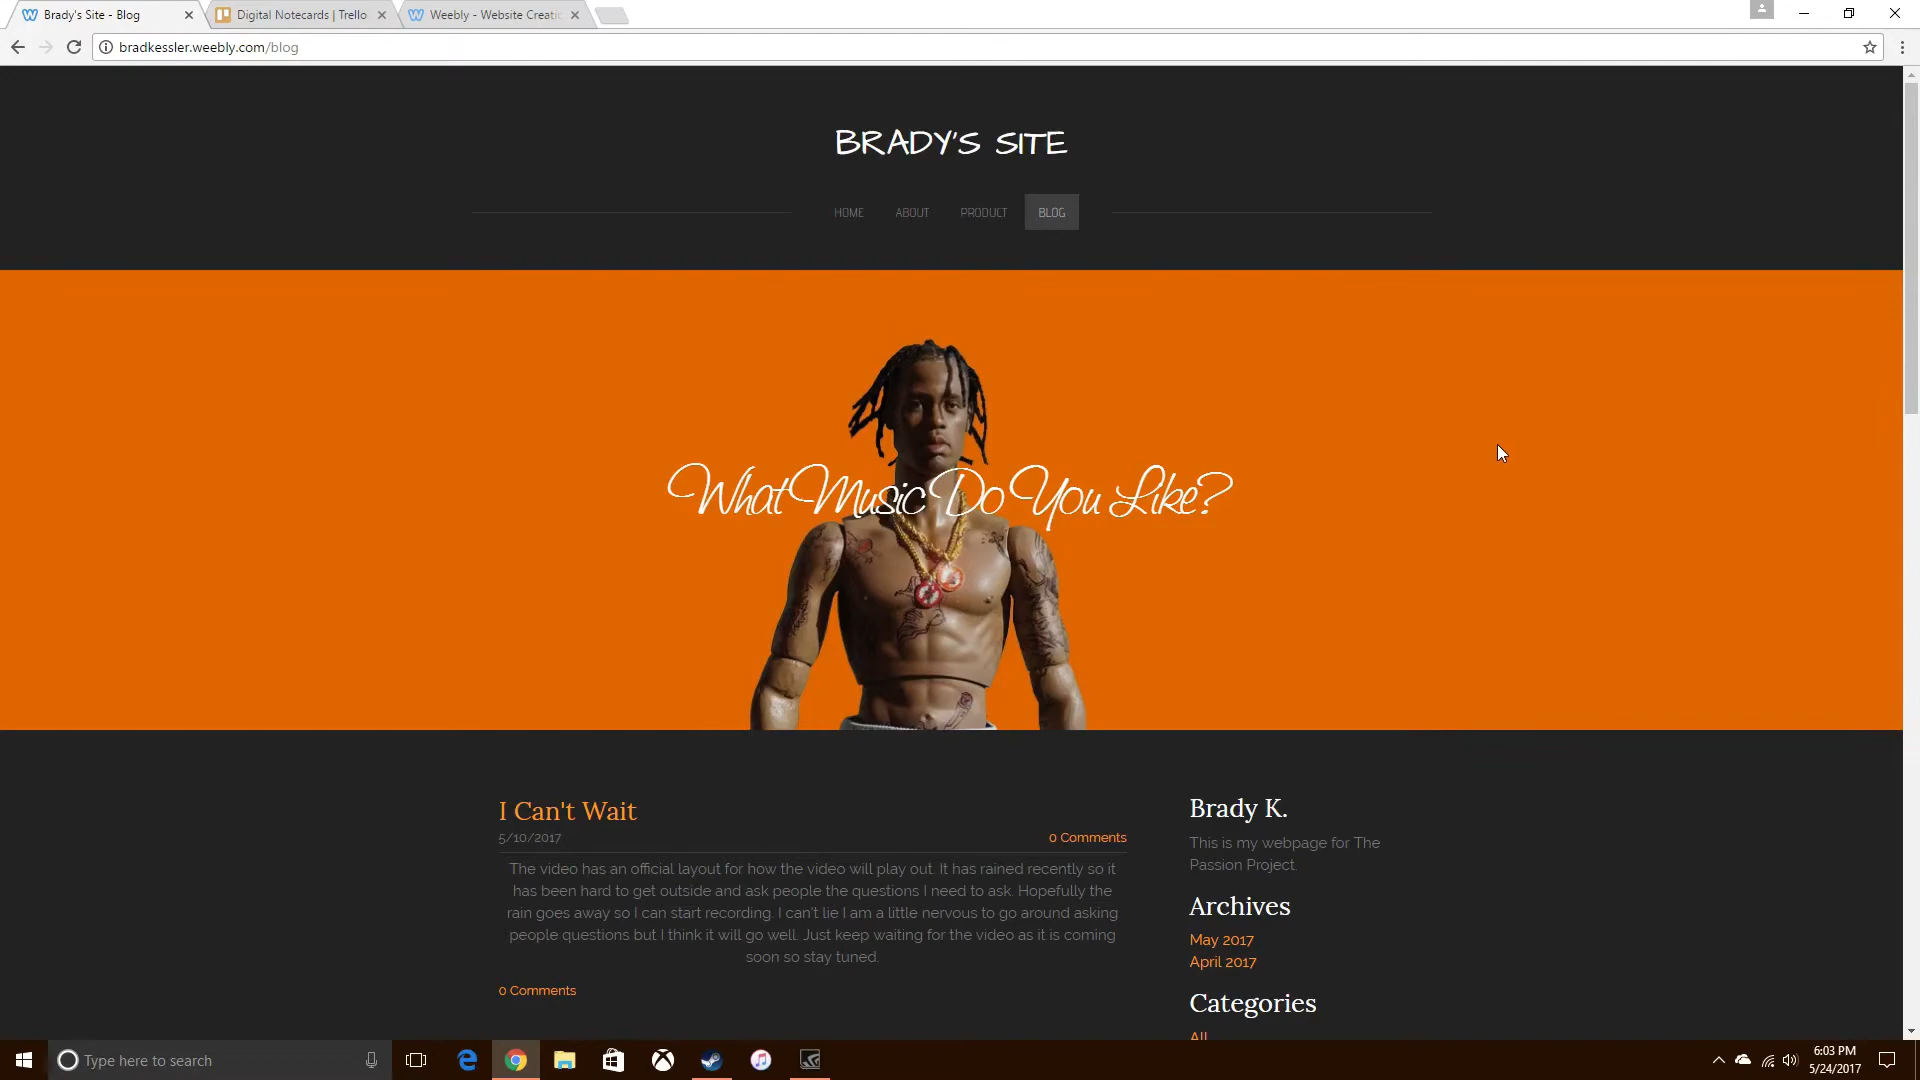 Brady's Site - Blog
Digital Notecards | Trello
Weebly - Website Creati
bradkessler.weebly.com/blog
BRADY'S SITE
HOME ABOUT PRODUCT BLOG
What Music Do You Like?
I Can't Wait
5/10/2017 0 Comments
The video has an official layout for how the video will play out. It has rained recently so it
has been hard to get outside and ask people the questions I need to ask. Hopefully the
rain goes away so I can start recording. I can't lie I am a little nervous to go around asking
people questions but I think it will go well. Just keep waiting for the video as it is coming
soon so stay tuned.
0 Comments
Brady K.
This is my webpage for The
Passion Project.
Archives
May 2017
April 2017
Categories
All
Type here to search
6:03 PM
5/24/2017